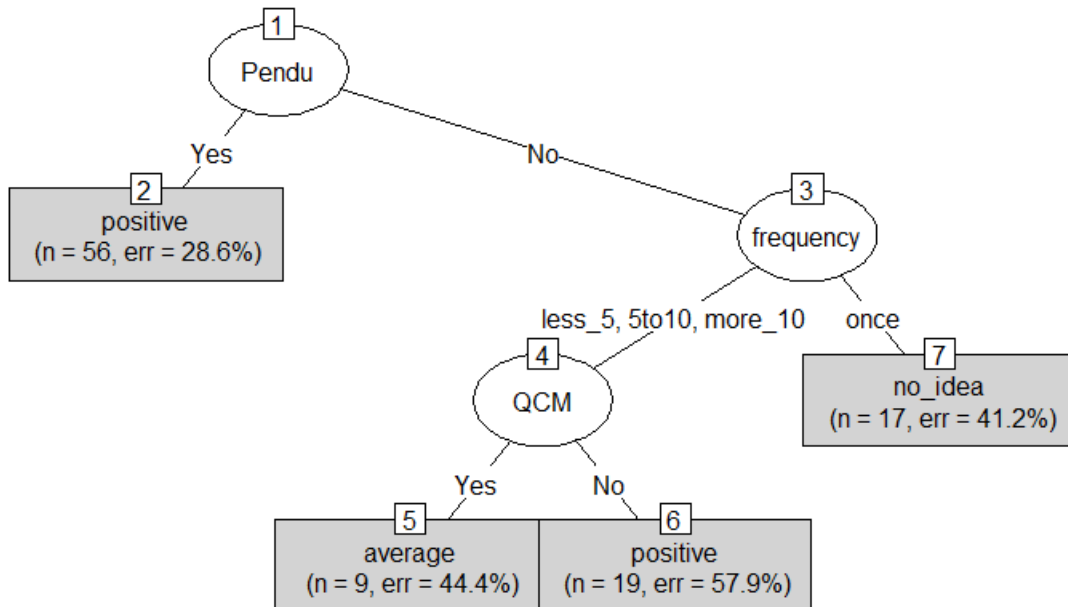 1
Pendu
Yes
No
2
positive
(n = 56, err = 28.6%)
3
frequency
less_5, 5to10, more_10
once
4
QCM
7
no_idea
(n = 17, err = 41.2%)
Yes
No
5
average
(n = 9, err = 44.4%)
6
positive
(n = 19, err = 57.9%)